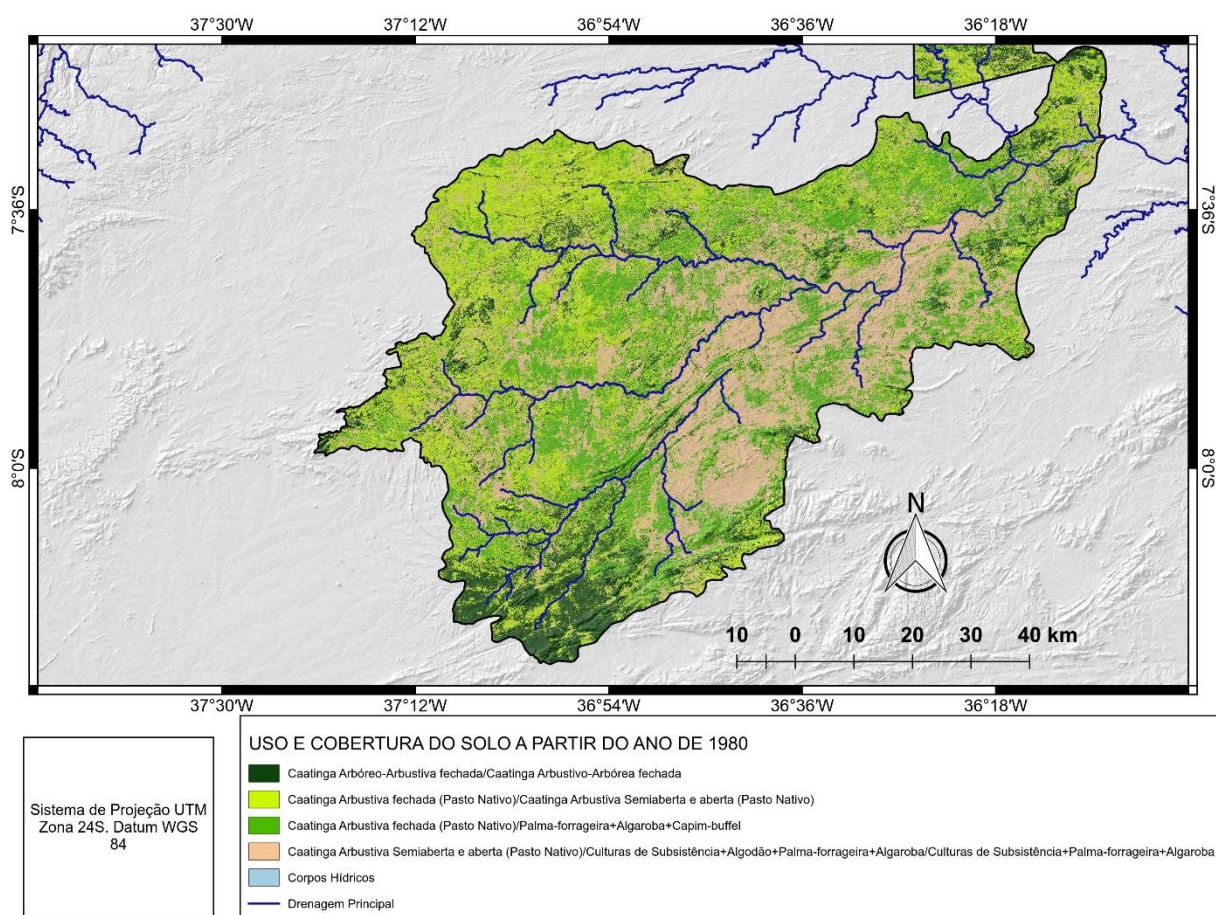 37°30'W 37°12'W 36°54'W 36°36'W 36°18'W
7°36'S
7°36'S
8°0'S
8°0'S
N
10 0 10 20 30 40 km
37°30'W 37°12'W 36°54'W 36°36'W 36°18'W
Sistema de Projeção UTM
Zona 24S. Datum WGS
84
USO E COBERTURA DO SOLO A PARTIR DO ANO DE 1980
Caatinga Arbóreo-Arbustiva fechada/Caatinga Arbustivo-Arbórea fechada
Caatinga Arbustiva fechada (Pasto Nativo)/Caatinga Arbustiva Semiaberta e aberta (Pasto Nativo)
Caatinga Arbustiva fechada (Pasto Nativo)/Palma-forrageira+Algaroba+Capim-buffel
Caatinga Arbustiva Semiaberta e aberta (Pasto Nativo)/Culturas de Subsistência+Algodão+Palma-forrageira+Algaroba/Culturas de Subsistência+Palma-forrageira+Algaroba
Corpos Hídricos
Drenagem Principal